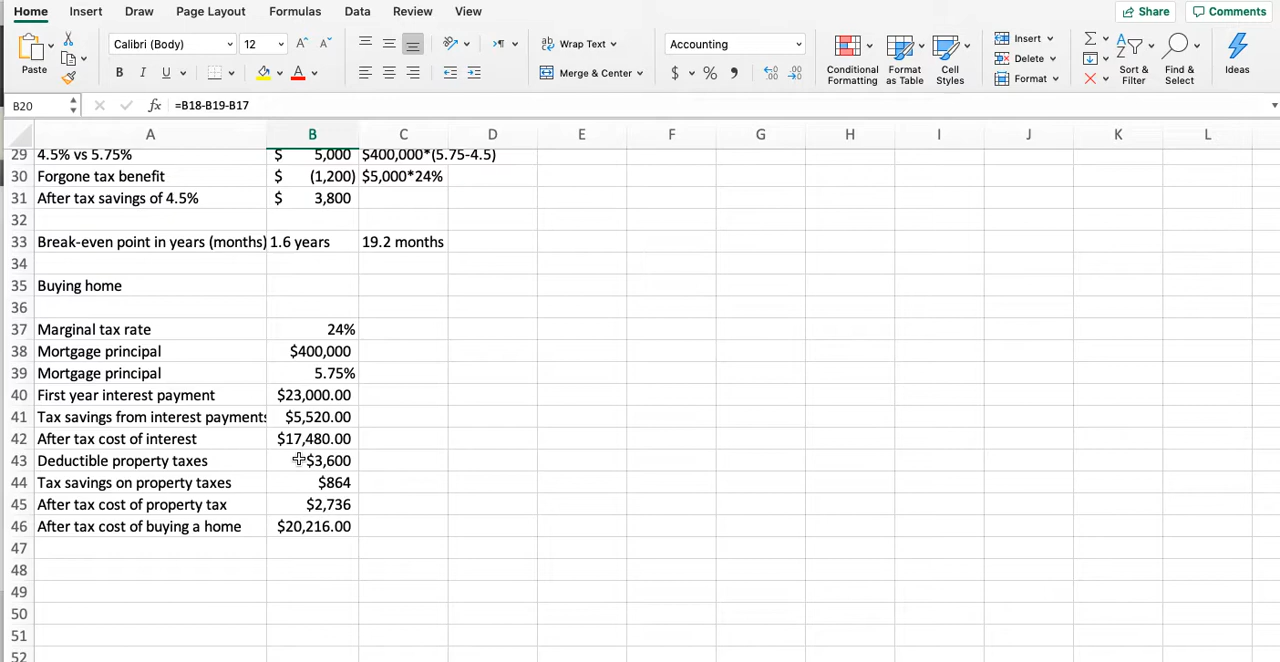 Home Insert Draw Page Layout Formulas Data Review View Share Comments
Calibri (Body) 12 Wrap Text Accounting Insert
Paste B I U Merge & Center $ % Conditional Formatting Format as Table Cell Styles Delete Format Sort & Filter Find & Select Ideas
B20 fx =B18-B19-B17
A B C D E F G H I J K L
29 4.5% vs 5.75% $ 5,000 $400,000*(5.75-4.5)
30 Forgone tax benefit $ (1,200) $5,000*24%
31 After tax savings of 4.5% $ 3,800
32
33 Break-even point in years (months) 1.6 years 19.2 months
34
35 Buying home
36
37 Marginal tax rate 24%
38 Mortgage principal $400,000
39 Mortgage principal 5.75%
40 First year interest payment $23,000.00
41 Tax savings from interest payments $5,520.00
42 After tax cost of interest $17,480.00
43 Deductible property taxes $3,600
44 Tax savings on property taxes $864
45 After tax cost of property tax $2,736
46 After tax cost of buying a home $20,216.00
47
48
49
50
51
52